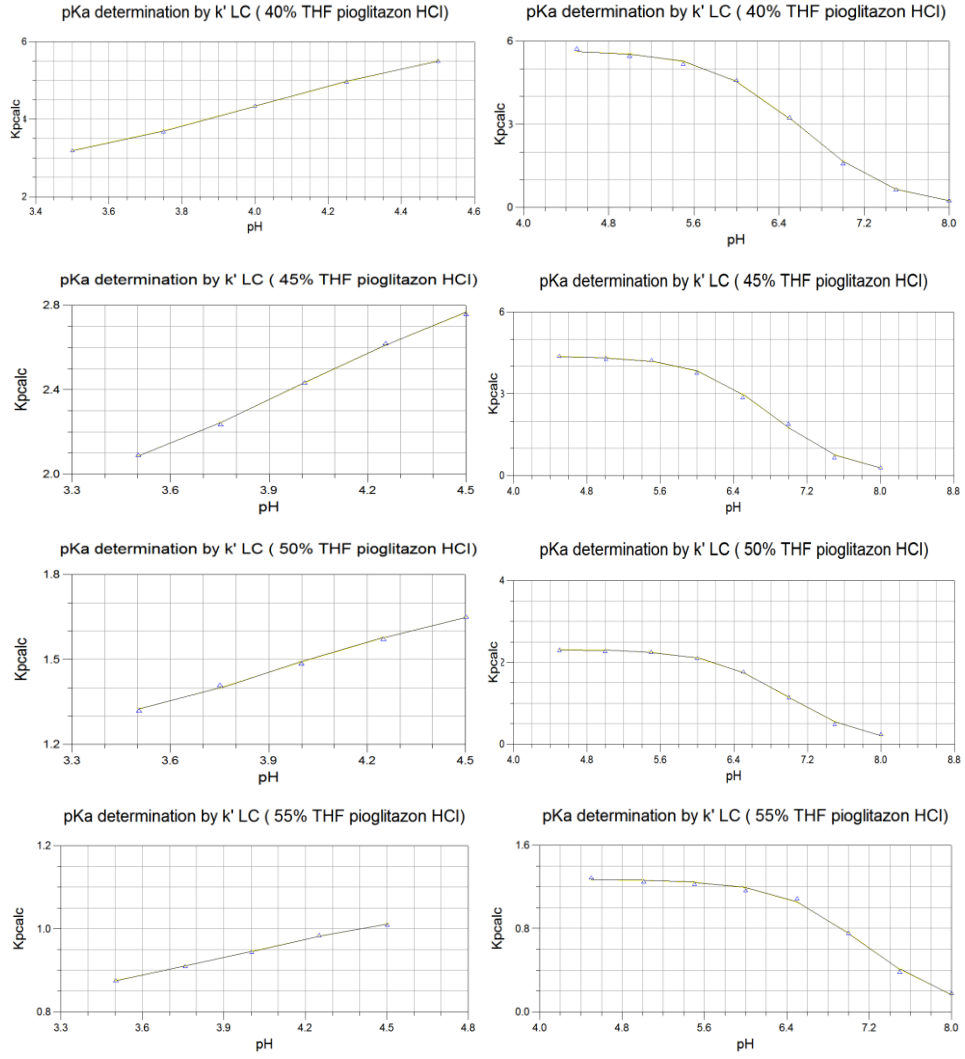 pKa determination by k' LC ( 40% THF pioglitazon HCl)
6
4
2
Kpcalc
3.4 3.6 3.8 4.0 4.2 4.4 4.6
pH
pKa determination by k' LC ( 40% THF pioglitazon HCl)
6
3
0
Kpcalc
4.0 4.8 5.6 6.4 7.2 8.0
pH
pKa determination by k' LC ( 45% THF pioglitazon HCl)
2.8
2.4
2.0
Kpcalc
3.3 3.6 3.9 4.2 4.5
pH
pKa determination by k' LC ( 45% THF pioglitazon HCl)
6
3
0
Kpcalc
4.0 4.8 5.6 6.4 7.2 8.0 8.8
pH
pKa determination by k' LC ( 50% THF pioglitazon HCl)
1.8
1.5
1.2
Kpcalc
3.3 3.6 3.9 4.2 4.5
pH
pKa determination by k' LC ( 50% THF pioglitazon HCl)
4
2
0
Kpcalc
4.0 4.8 5.6 6.4 7.2 8.0 8.8
pH
pKa determination by k' LC ( 55% THF pioglitazon HCl)
1.2
1.0
0.8
Kpcalc
3.3 3.6 3.9 4.2 4.5 4.8
pH
pKa determination by k' LC ( 55% THF pioglitazon HCl)
1.6
0.8
0.0
Kpcalc
4.0 4.8 5.6 6.4 7.2 8.0
pH